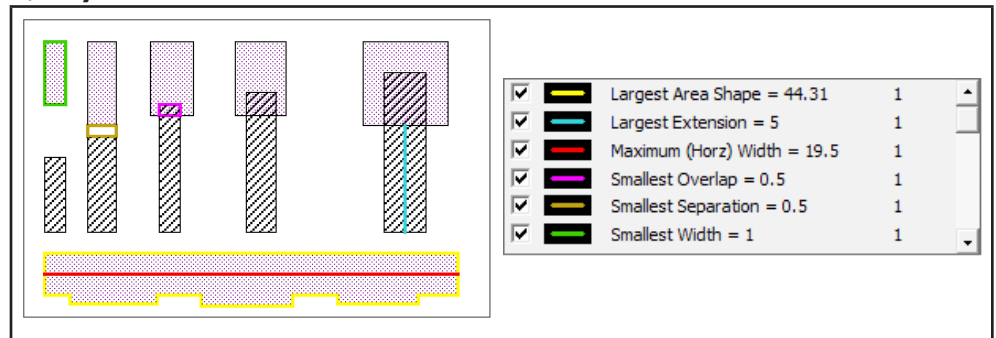 Largest Area Shape = 44.31 1
Largest Extension = 5 1
Maximum (Horz) Width = 19.5 1
Smallest Overlap = 0.5 1
Smallest Separation = 0.5 1
Smallest Width = 1 1